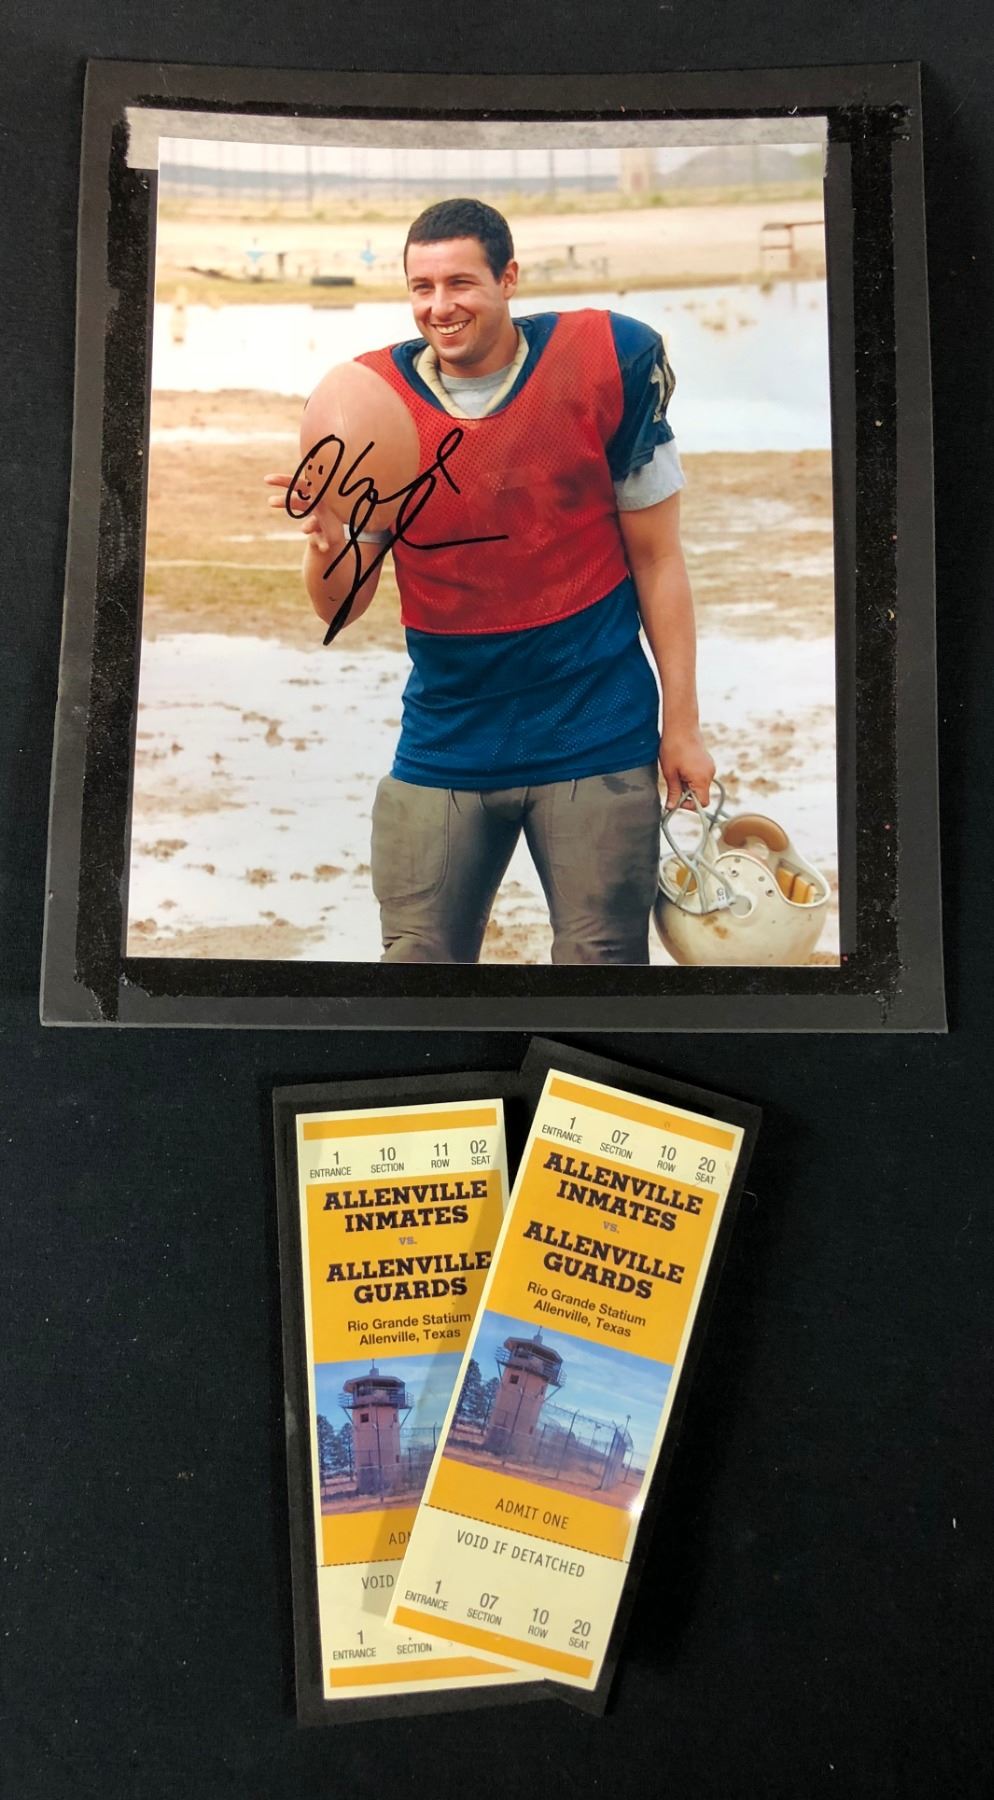 1 10 11 02
ENTRANCE SECTION ROW SEAT
ALLENVILLE
INMATES
VS.
ALLENVILLE
GUARDS
Rio Grande Statium
Allenville, Texas
ADM
VOID
1
ENTRANCE SECTION
1 07 10 20
ENTRANCE SECTION ROW SEAT
ALLENVILLE
INMATES
VS.
ALLENVILLE
GUARDS
Rio Grande Statium
Allenville, Texas
ADMIT ONE
VOID IF DETATCHED
1 07 10 20
ENTRANCE SECTION ROW SEAT